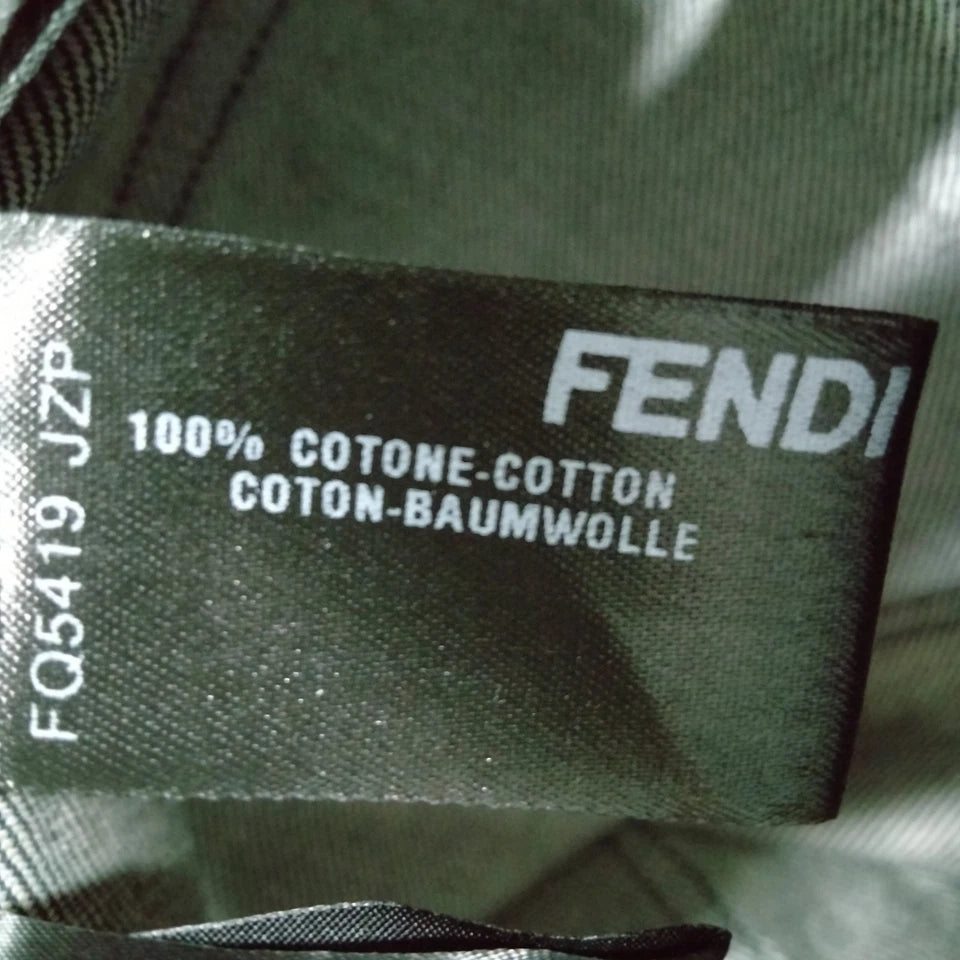 FENDI
100% COTONE-COTTON
COTON-BAUMWOLLE
FQ5419 JZP